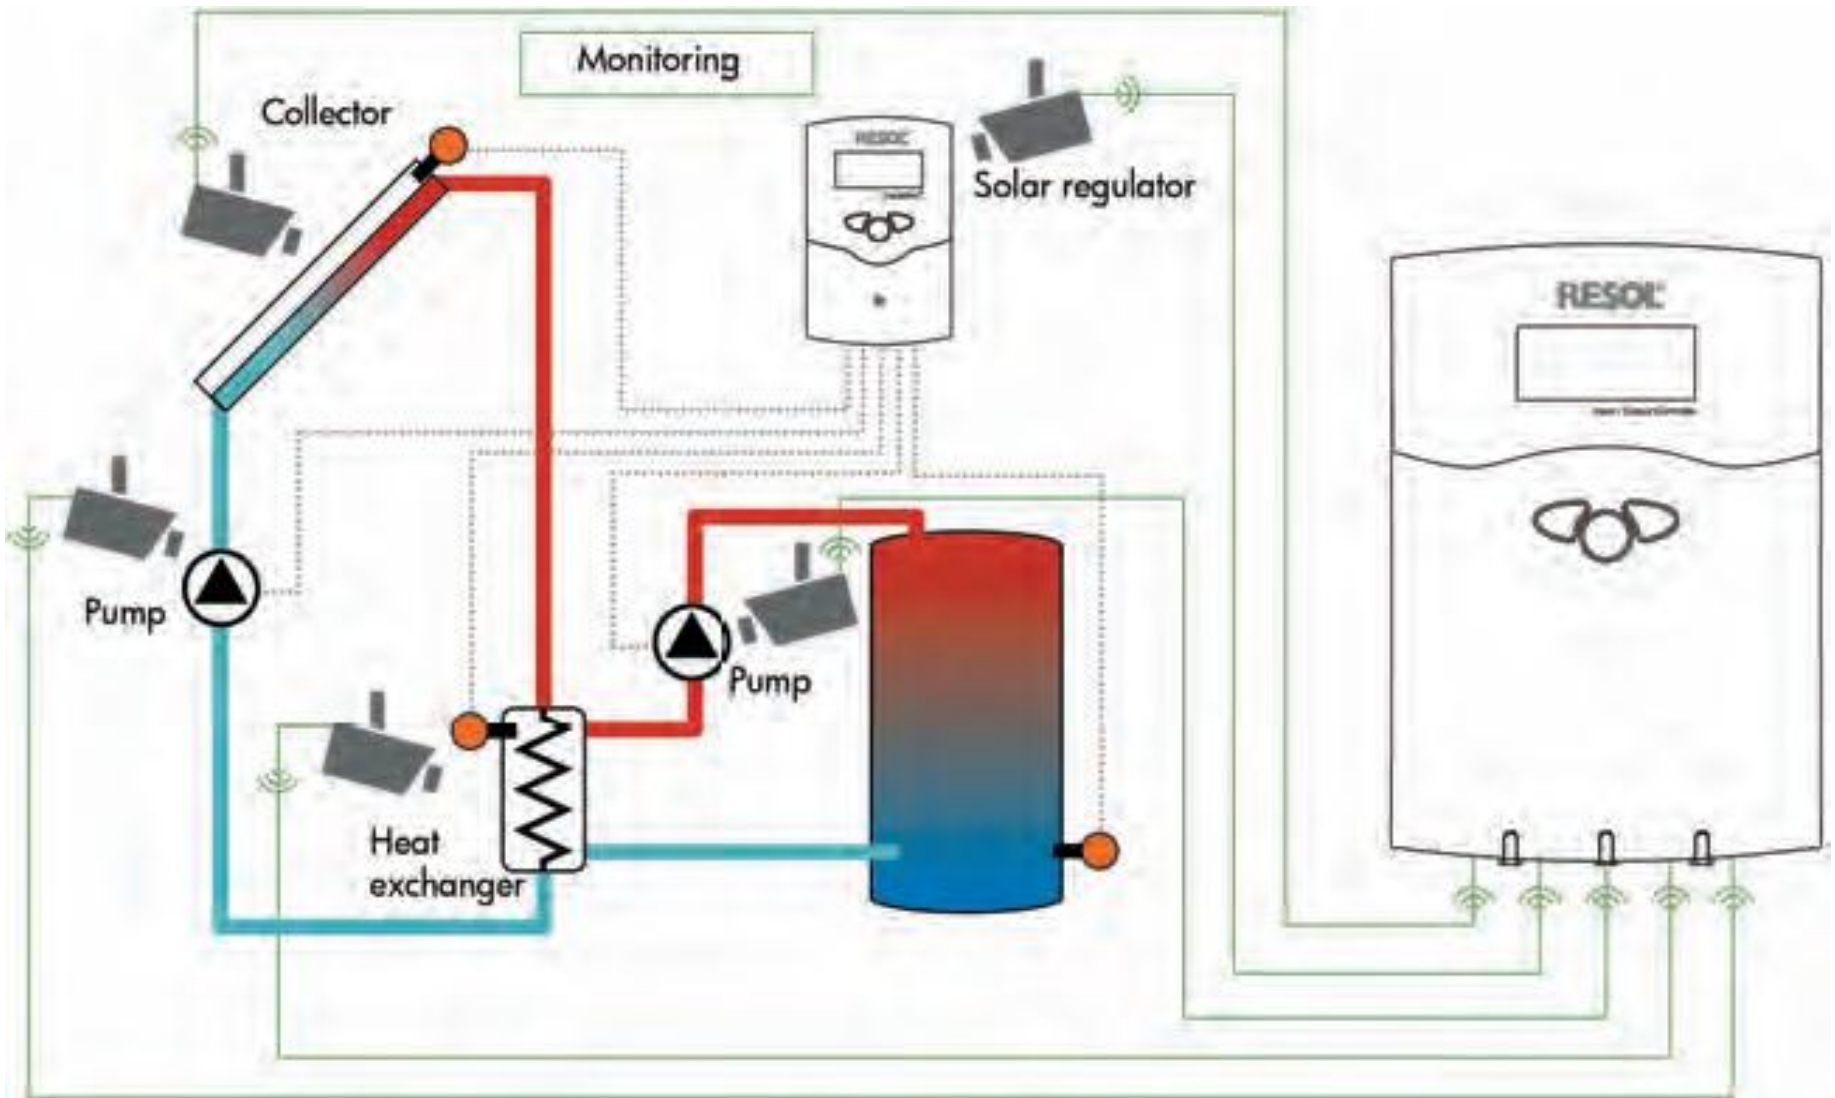 Monitoring
Collector
RESOL
Solar regulator
RESOL
Pump
Pump
Heat
exchanger